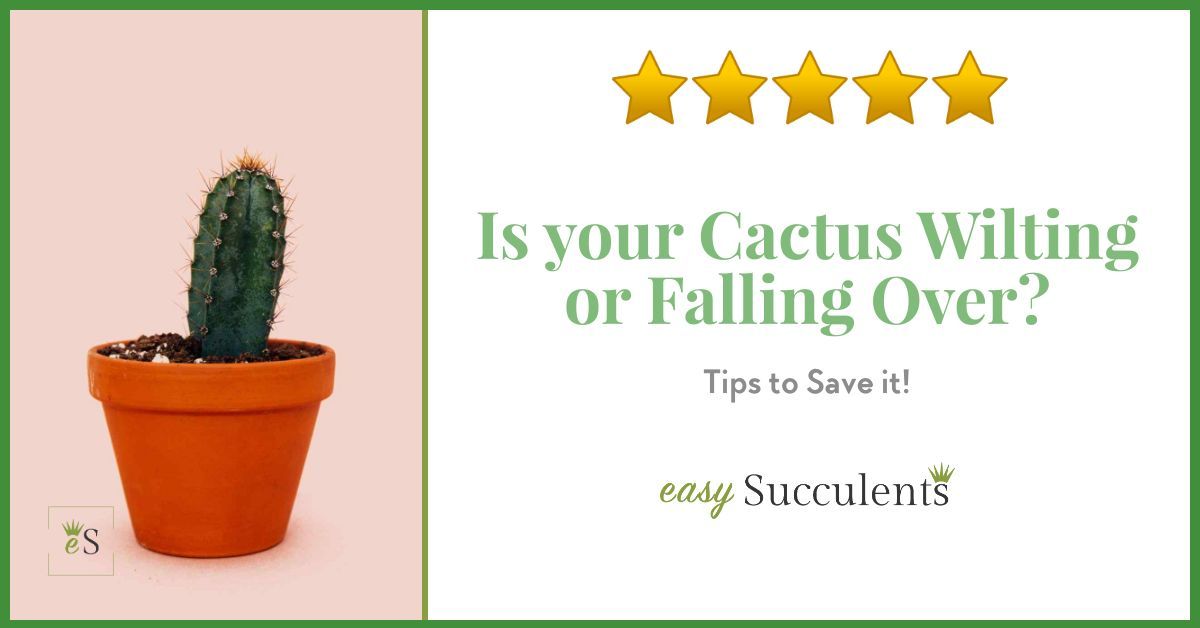 Is your Cactus Wilting
or Falling Over?
Tips to Save it!
easy Succulents
eS